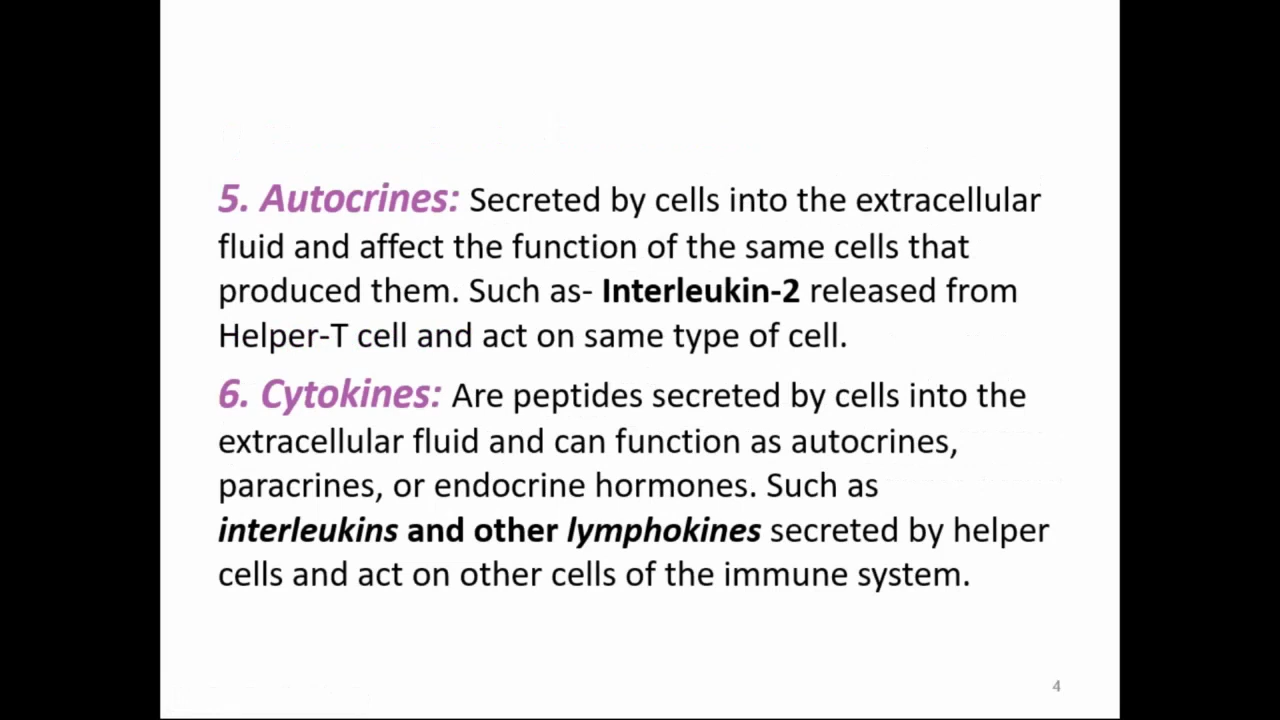 5. Autocrines: Secreted by cells into the extracellular
fluid and affect the function of the same cells that
produced them. Such as- Interleukin-2 released from
Helper-T cell and act on same type of cell.
6. Cytokines: Are peptides secreted by cells into the
extracellular fluid and can function as autocrines,
paracrines, or endocrine hormones. Such as
interleukins and other lymphokines secreted by helper
cells and act on other cells of the immune system.
4